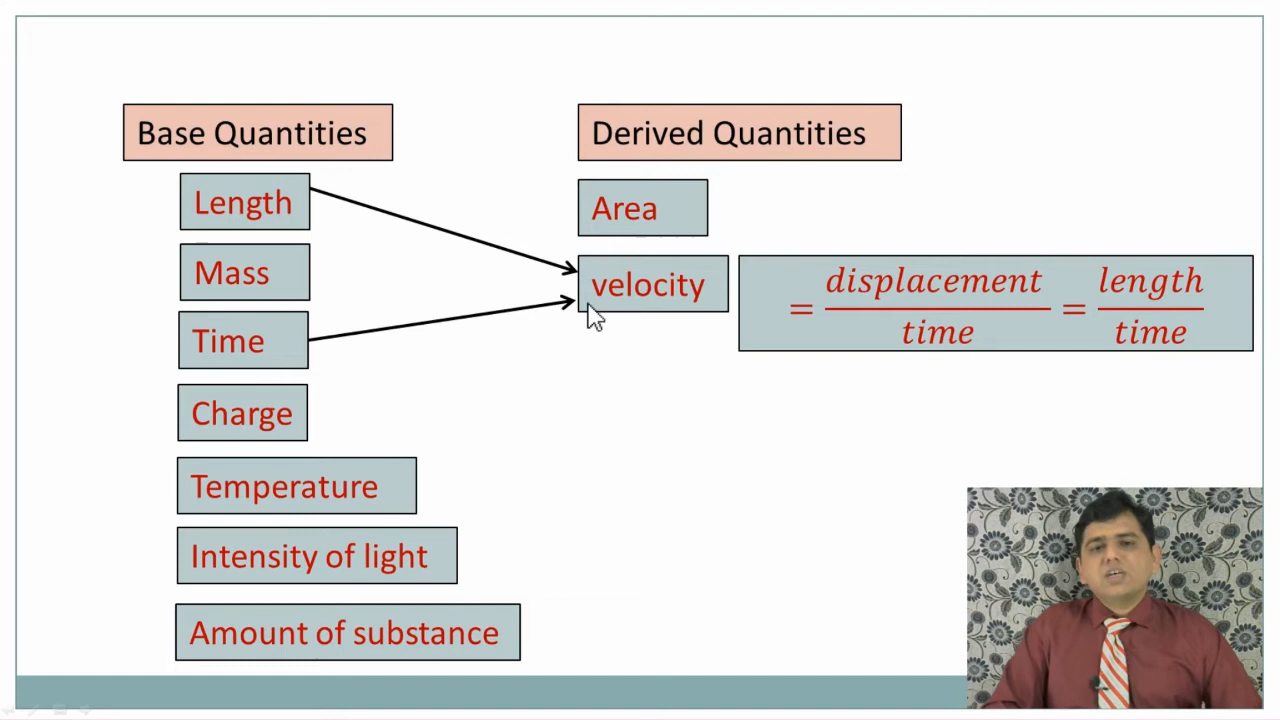 Base Quantities
Length
Mass
Time
Charge
Temperature
Intensity of light
Amount of substance
Derived Quantities
Area
velocity
= displacement/time = length/time